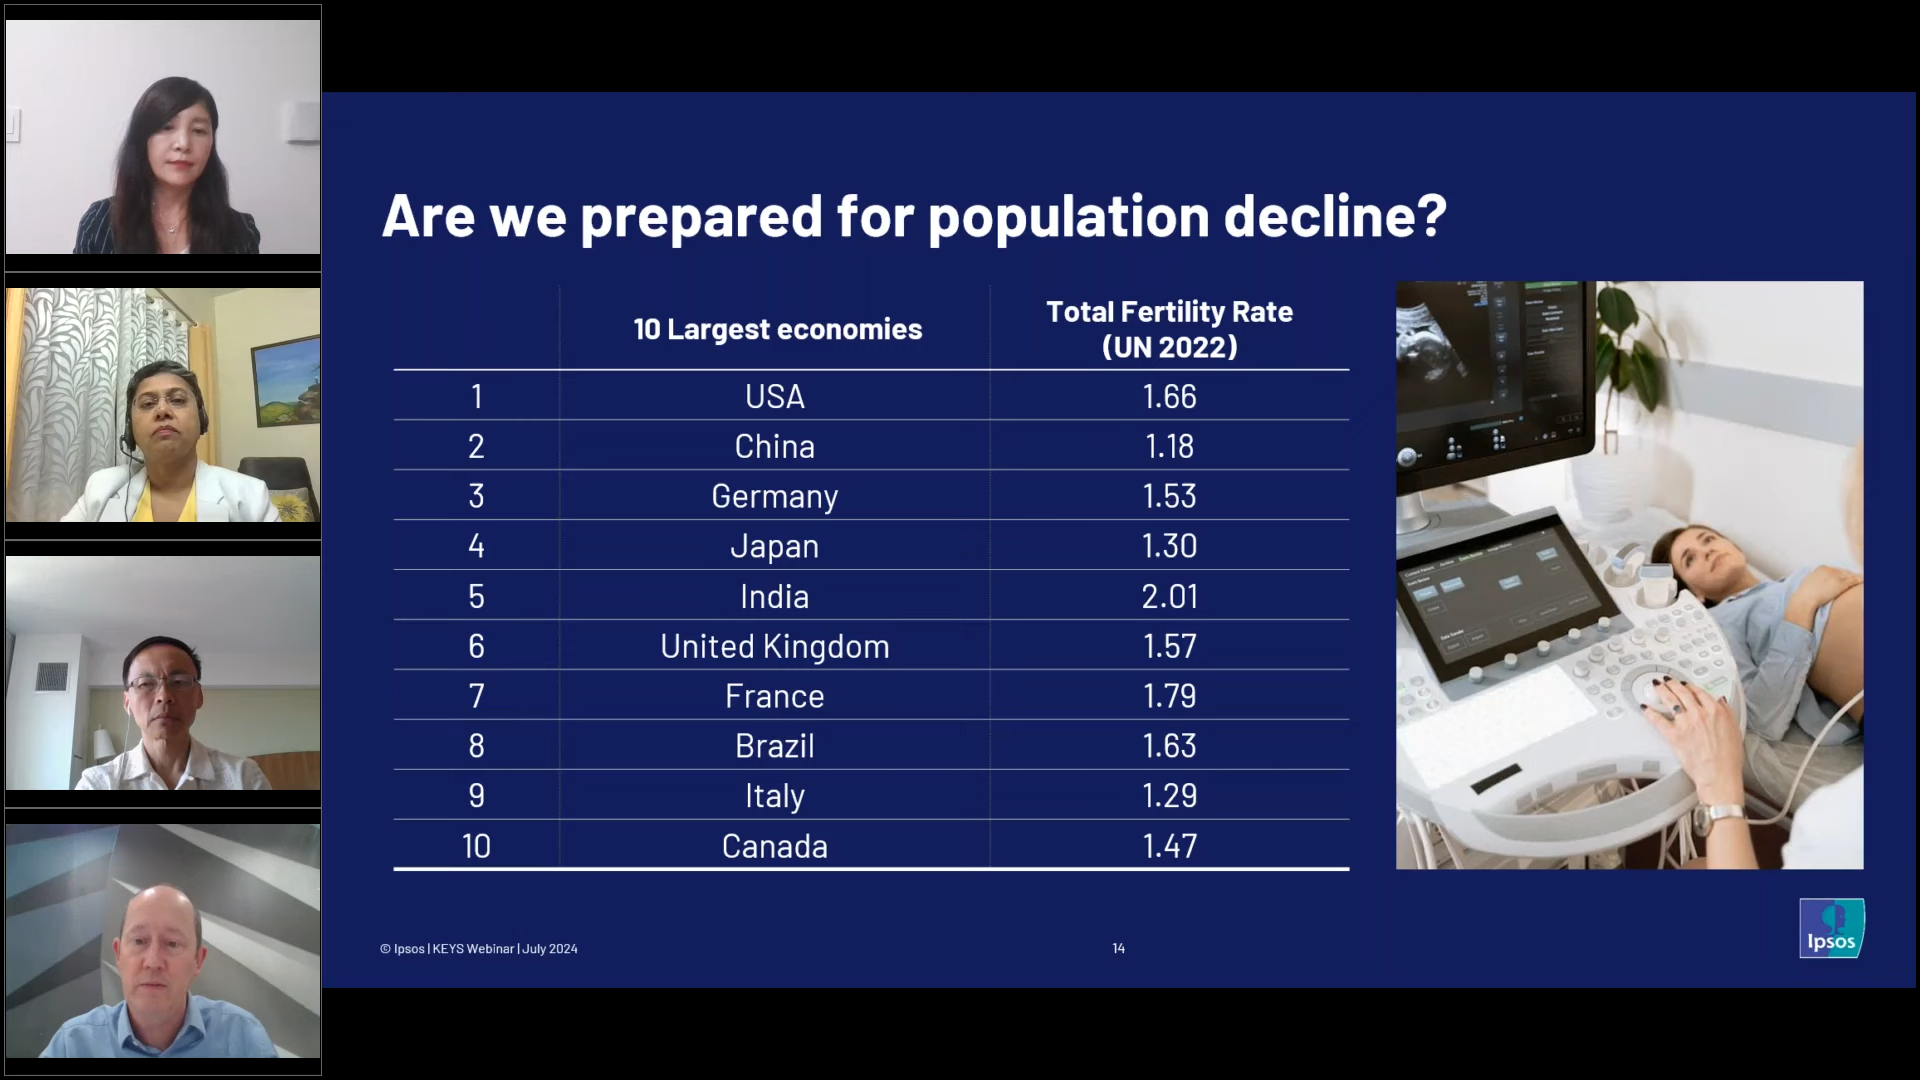 Are we prepared for population decline?
10 Largest economies
Total Fertility Rate
(UN 2022)
1 USA 1.66
2 China 1.18
3 Germany 1.53
4 Japan 1.30
5 India 2.01
6 United Kingdom 1.57
7 France 1.79
8 Brazil 1.63
9 Italy 1.29
10 Canada 1.47
© Ipsos | KEYS Webinar | July 2024
14
Ipsos